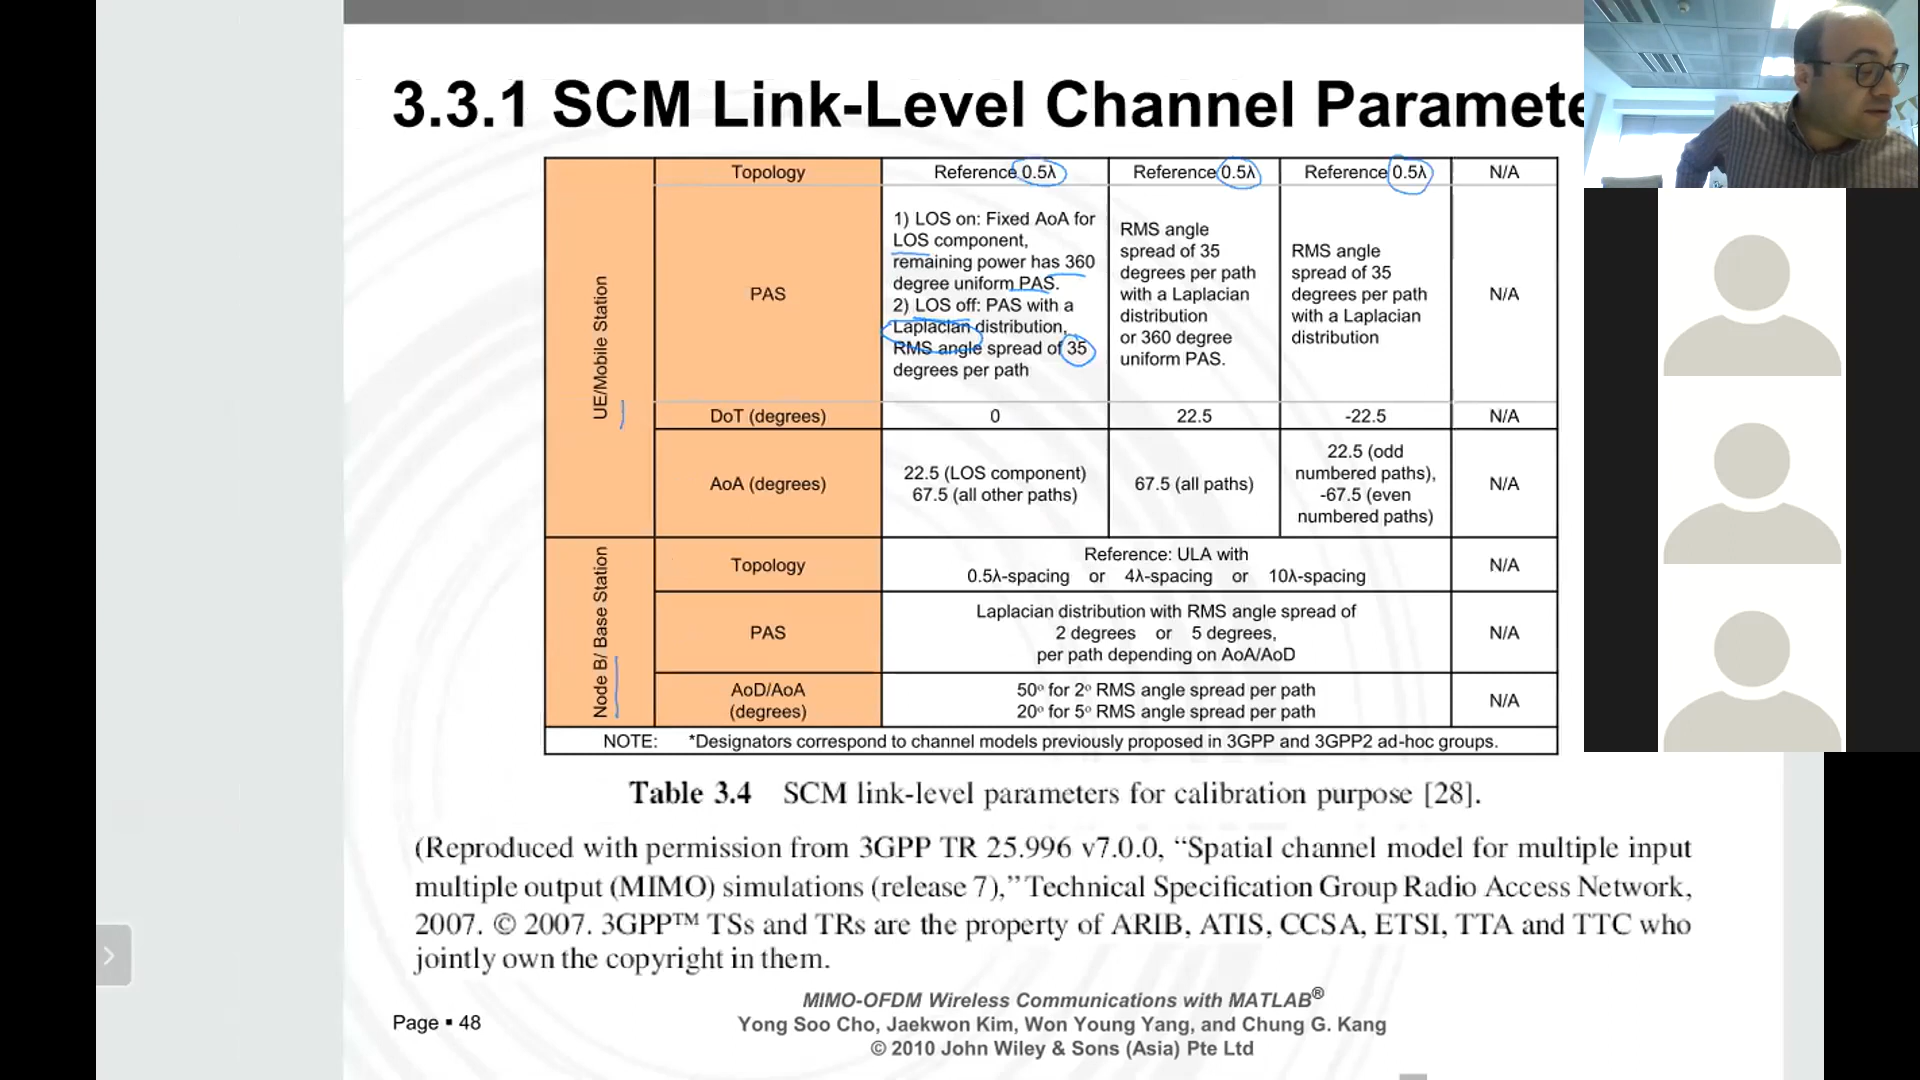 3.3.1 SCM Link-Level Channel Paramete
UE/Mobile Station
Topology
Reference 0.5λ
Reference 0.5λ
Reference 0.5λ
N/A
PAS
1) LOS on: Fixed AoA for
LOS component,
remaining power has 360
degree uniform PAS.
2) LOS off: PAS with a
Laplacian distribution,
RMS angle spread of 35
degrees per path
RMS angle
spread of 35
degrees per path
with a Laplacian
distribution
or 360 degree
uniform PAS.
RMS angle
spread of 35
degrees per path
with a Laplacian
distribution
N/A
DoT (degrees)
0
22.5
-22.5
N/A
AoA (degrees)
22.5 (LOS component)
67.5 (all other paths)
67.5 (all paths)
22.5 (odd
numbered paths),
-67.5 (even
numbered paths)
N/A
Node B/ Base Station
Topology
Reference: ULA with
0.5λ-spacing or 4λ-spacing or 10λ-spacing
N/A
PAS
Laplacian distribution with RMS angle spread of
2 degrees or 5 degrees,
per path depending on AoA/AoD
N/A
AoD/AoA
(degrees)
50º for 2º RMS angle spread per path
20º for 5º RMS angle spread per path
N/A
NOTE: *Designators correspond to channel models previously proposed in 3GPP and 3GPP2 ad-hoc groups.
Table 3.4 SCM link-level parameters for calibration purpose [28].
(Reproduced with permission from 3GPP TR 25.996 v7.0.0, “Spatial channel model for multiple input
multiple output (MIMO) simulations (release 7),” Technical Specification Group Radio Access Network,
2007. © 2007. 3GPP™ TSs and TRs are the property of ARIB, ATIS, CCSA, ETSI, TTA and TTC who
jointly own the copyright in them.
MIMO-OFDM Wireless Communications with MATLAB®
Page ▪ 48
Yong Soo Cho, Jaekwon Kim, Won Young Yang, and Chung G. Kang
© 2010 John Wiley & Sons (Asia) Pte Ltd